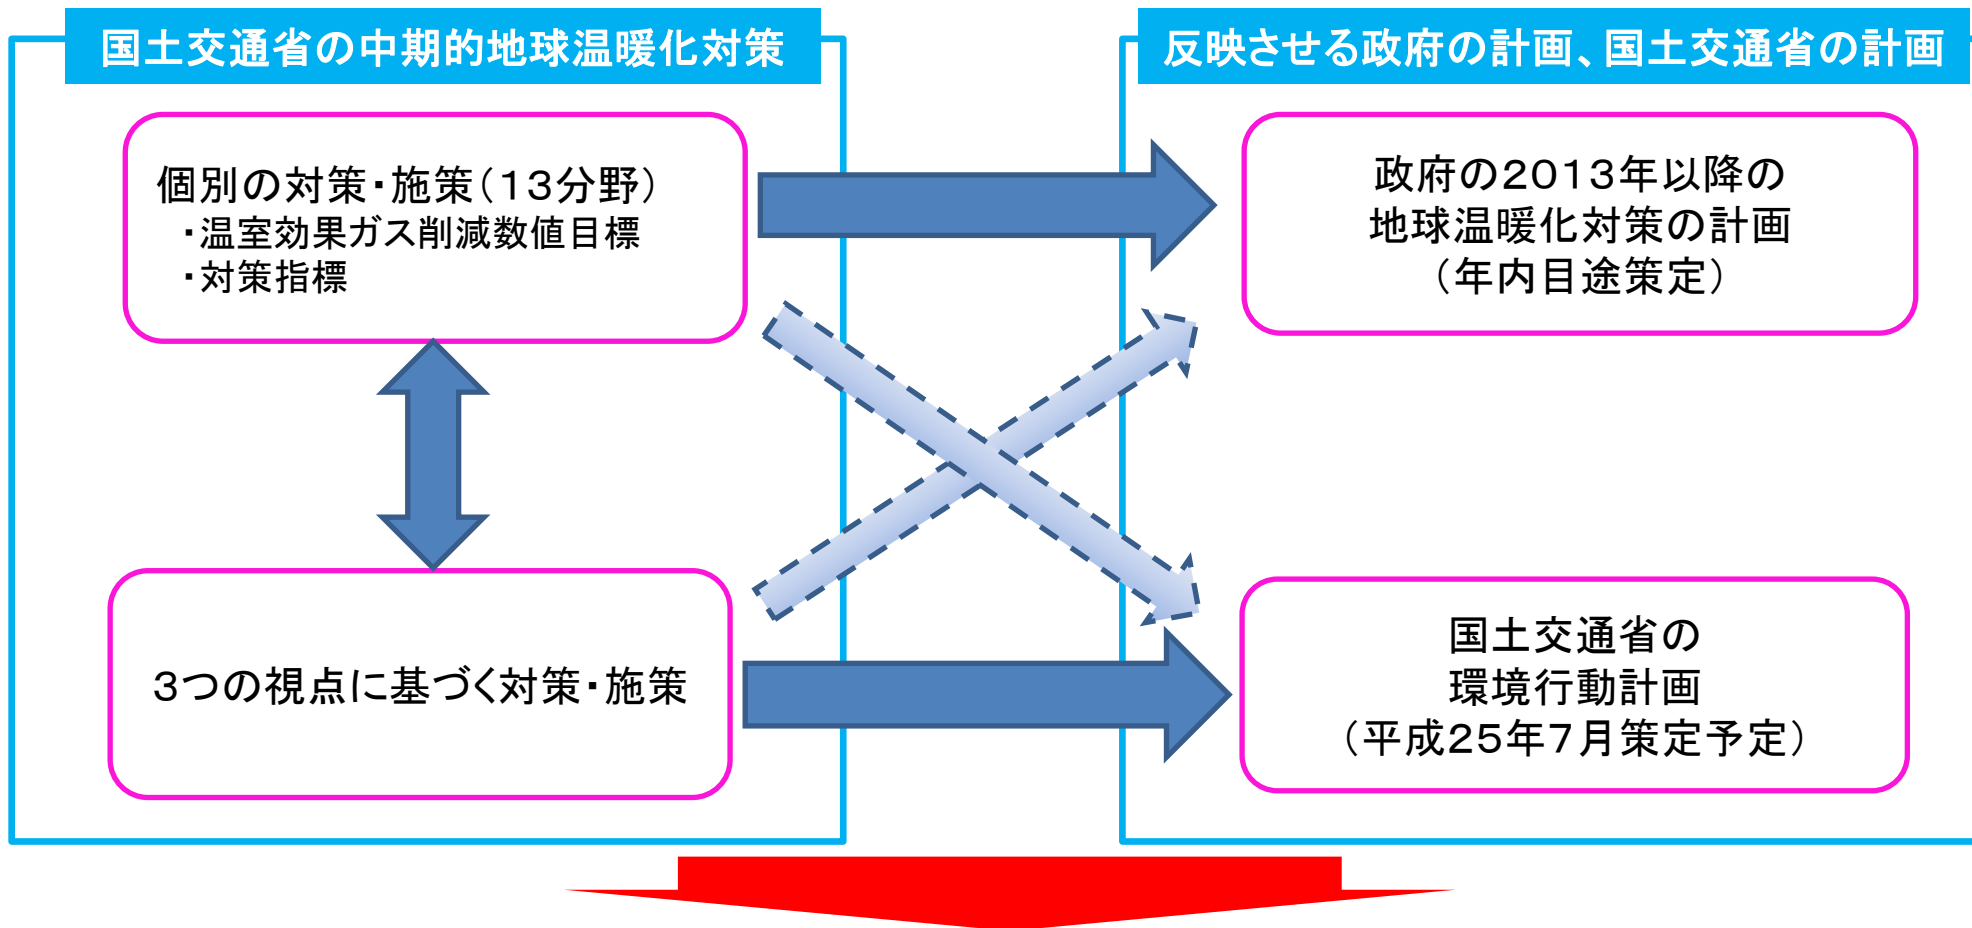 国土交通省の中期的地球温暖化対策
個別の対策・施策（１３分野）
・温室効果ガス削減数値目標
・対策指標
３つの視点に基づく対策・施策
反映させる政府の計画、国土交通省の計画
政府の２０１３年以降の
地球温暖化対策の計画
（年内目途策定）
国土交通省の
環境行動計画
（平成２５年７月策定予定）